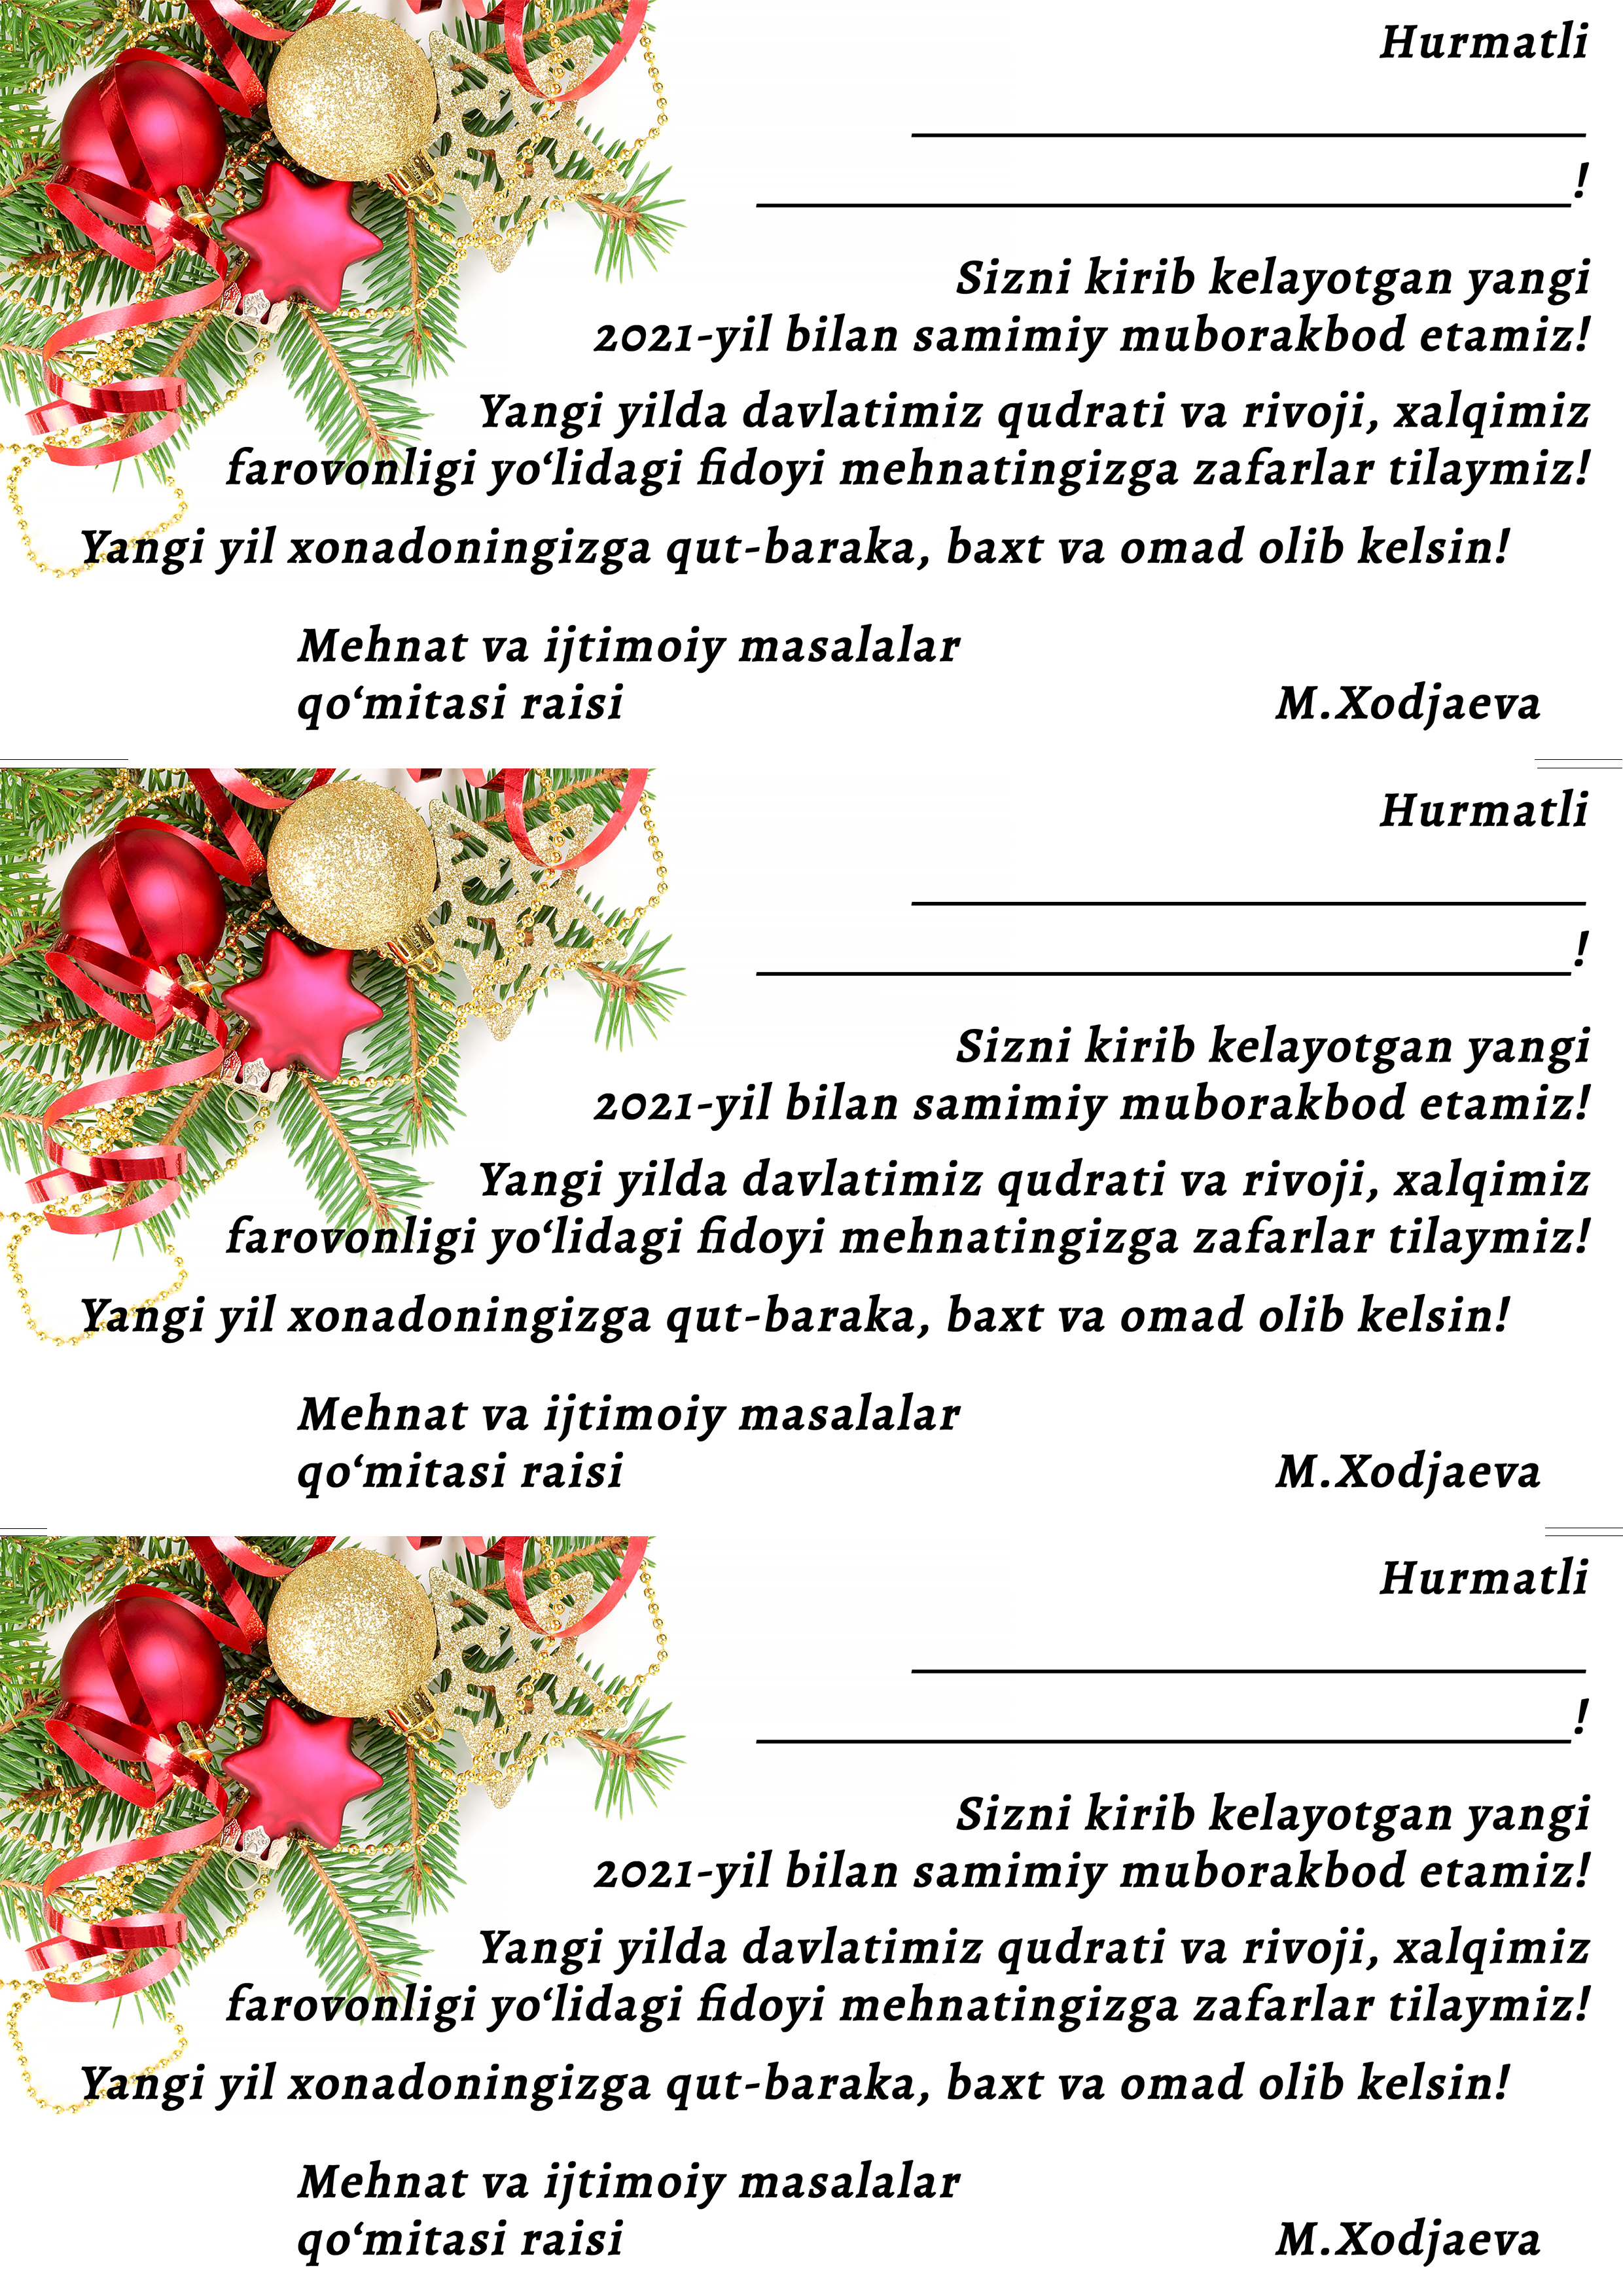 Hurmatli
____________________________
__________________________________!
Sizni kirib kelayotgan yangi
2021-yil bilan samimiy muborakbod etamiz!
Yangi yilda davlatimiz qudrati va rivoji, xalqimiz
farovonligi yo‘lidagi fidoyi mehnatingizga zafarlar tilaymiz!
Yangi yil xonadoningizga qut-baraka, baxt va omad olib kelsin!
Mehnat va ijtimoiy masalalar
qo‘mitasi raisi M.Xodjaeva
Hurmatli
____________________________
__________________________________!
Sizni kirib kelayotgan yangi
2021-yil bilan samimiy muborakbod etamiz!
Yangi yilda davlatimiz qudrati va rivoji, xalqimiz
farovonligi yo‘lidagi fidoyi mehnatingizga zafarlar tilaymiz!
Yangi yil xonadoningizga qut-baraka, baxt va omad olib kelsin!
Mehnat va ijtimoiy masalalar
qo‘mitasi raisi M.Xodjaeva
Hurmatli
____________________________
__________________________________!
Sizni kirib kelayotgan yangi
2021-yil bilan samimiy muborakbod etamiz!
Yangi yilda davlatimiz qudrati va rivoji, xalqimiz
farovonligi yo‘lidagi fidoyi mehnatingizga zafarlar tilaymiz!
Yangi yil xonadoningizga qut-baraka, baxt va omad olib kelsin!
Mehnat va ijtimoiy masalalar
qo‘mitasi raisi M.Xodjaeva